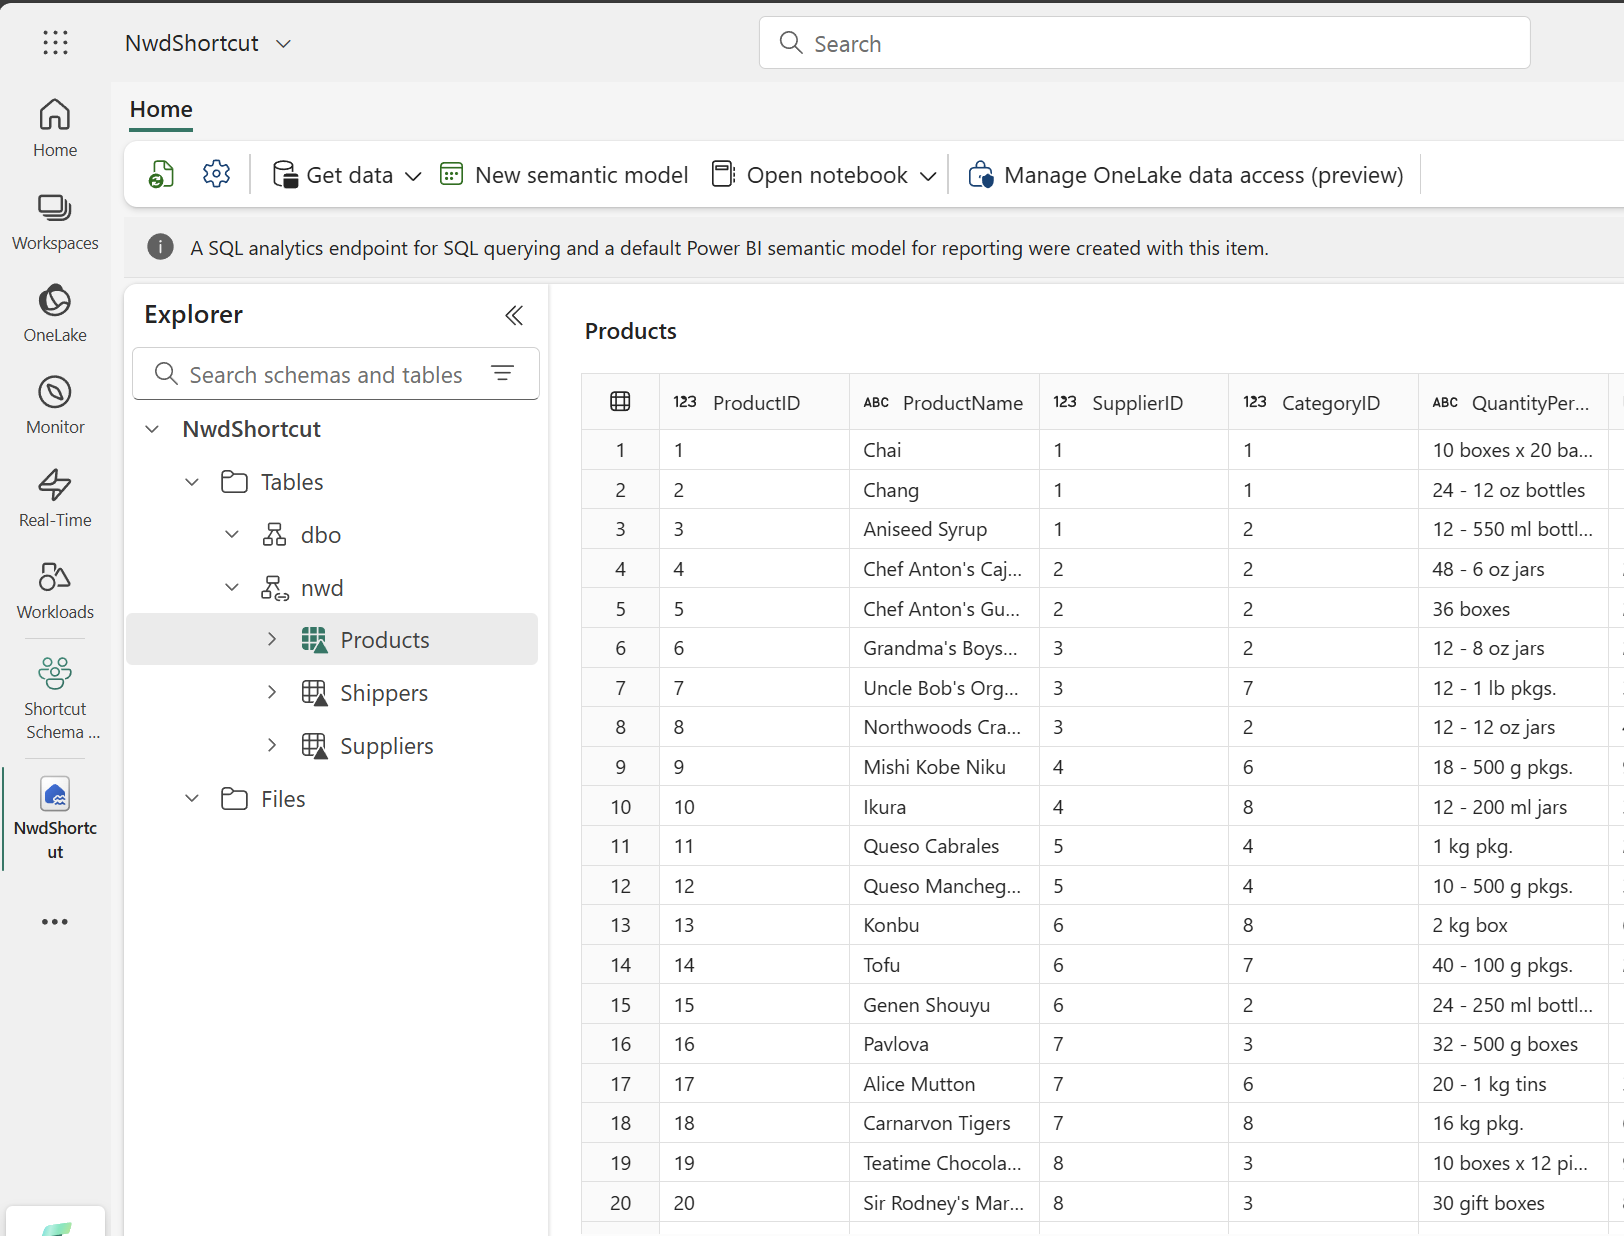 NwdShortcut
Search
Home
Home
Get data
New semantic model
Open notebook
Manage OneLake data access (preview)
Workspaces
OneLake
Monitor
Real-Time
Workloads
Shortcut
Schema ...
NwdShortc
ut
A SQL analytics endpoint for SQL querying and a default Power BI semantic model for reporting were created with this item.
Explorer
Search schemas and tables
NwdShortcut
Tables
dbo
nwd
Products
Shippers
Suppliers
Files
Products
123 ProductID ABC ProductName 123 SupplierID 123 CategoryID ABC QuantityPer...
1 1 Chai 1 1 10 boxes x 20 ba...
2 2 Chang 1 1 24 - 12 oz bottles
3 3 Aniseed Syrup 1 2 12 - 550 ml bottl...
4 4 Chef Anton's Caj... 2 2 48 - 6 oz jars
5 5 Chef Anton's Gu... 2 2 36 boxes
6 6 Grandma's Boys... 3 2 12 - 8 oz jars
7 7 Uncle Bob's Org... 3 7 12 - 1 lb pkgs.
8 8 Northwoods Cra... 3 2 12 - 12 oz jars
9 9 Mishi Kobe Niku 4 6 18 - 500 g pkgs.
10 10 Ikura 4 8 12 - 200 ml jars
11 11 Queso Cabrales 5 4 1 kg pkg.
12 12 Queso Mancheg... 5 4 10 - 500 g pkgs.
13 13 Konbu 6 8 2 kg box
14 14 Tofu 6 7 40 - 100 g pkgs.
15 15 Genen Shouyu 6 2 24 - 250 ml bottl...
16 16 Pavlova 7 3 32 - 500 g boxes
17 17 Alice Mutton 7 6 20 - 1 kg tins
18 18 Carnarvon Tigers 7 8 16 kg pkg.
19 19 Teatime Chocola... 8 3 10 boxes x 12 pi...
20 20 Sir Rodney's Mar... 8 3 30 gift boxes